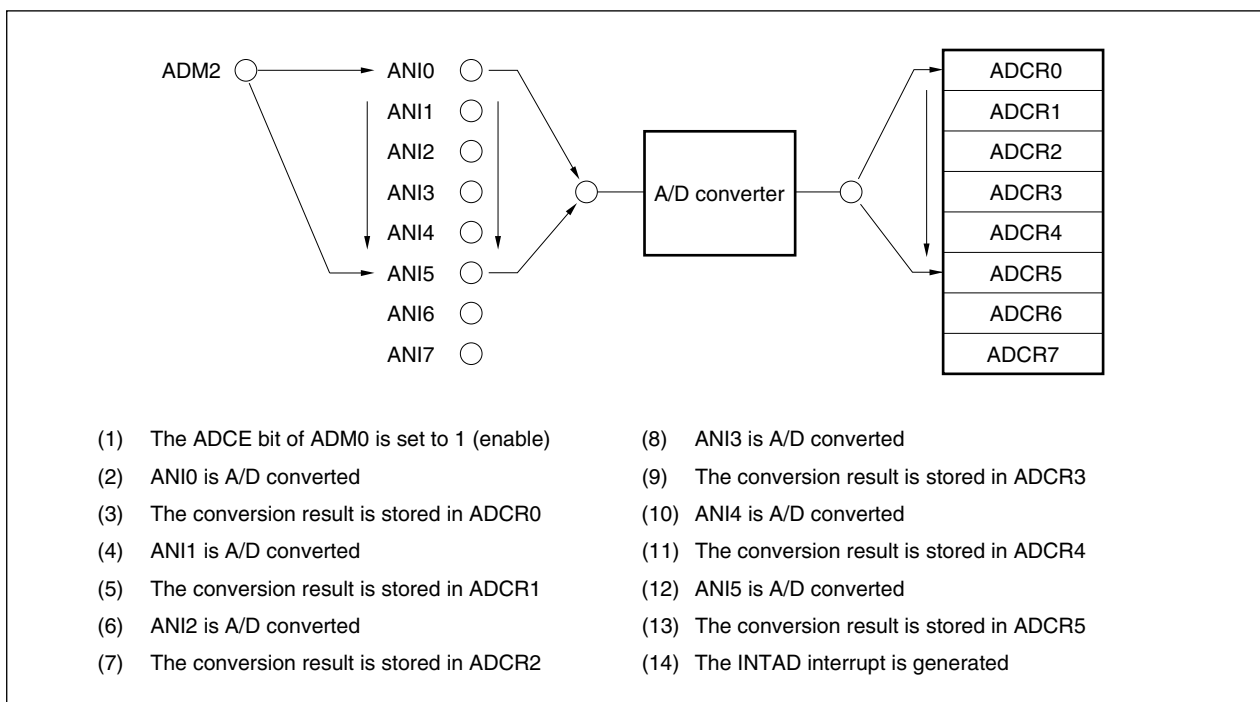 ADM2
ANI0
ANI1
ANI2
ANI3
ANI4
ANI5
ANI6
ANI7
A/D converter
ADCR0
ADCR1
ADCR2
ADCR3
ADCR4
ADCR5
ADCR6
ADCR7
(1) The ADCE bit of ADM0 is set to 1 (enable)
(2) ANI0 is A/D converted
(3) The conversion result is stored in ADCR0
(4) ANI1 is A/D converted
(5) The conversion result is stored in ADCR1
(6) ANI2 is A/D converted
(7) The conversion result is stored in ADCR2
(8) ANI3 is A/D converted
(9) The conversion result is stored in ADCR3
(10) ANI4 is A/D converted
(11) The conversion result is stored in ADCR4
(12) ANI5 is A/D converted
(13) The conversion result is stored in ADCR5
(14) The INTAD interrupt is generated